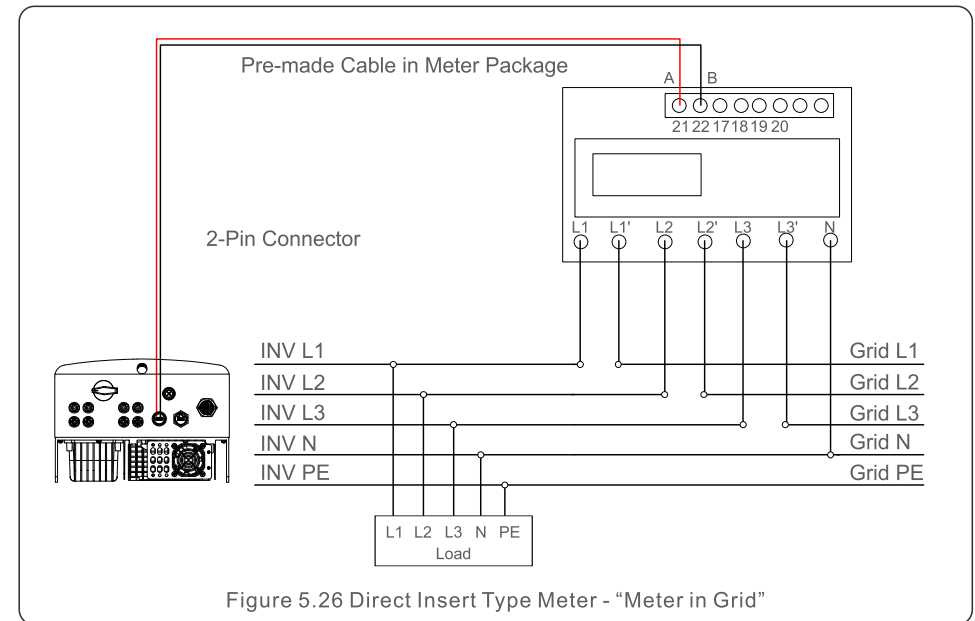 Pre-made Cable in Meter Package
A B
21 22 17 18 19 20
2-Pin Connector
L1 L1' L2 L2' L3 L3' N
INV L1 Grid L1
INV L2 Grid L2
INV L3 Grid L3
INV N Grid N
INV PE Grid PE
L1 L2 L3 N PE
Load
Figure 5.26 Direct Insert Type Meter - “Meter in Grid”